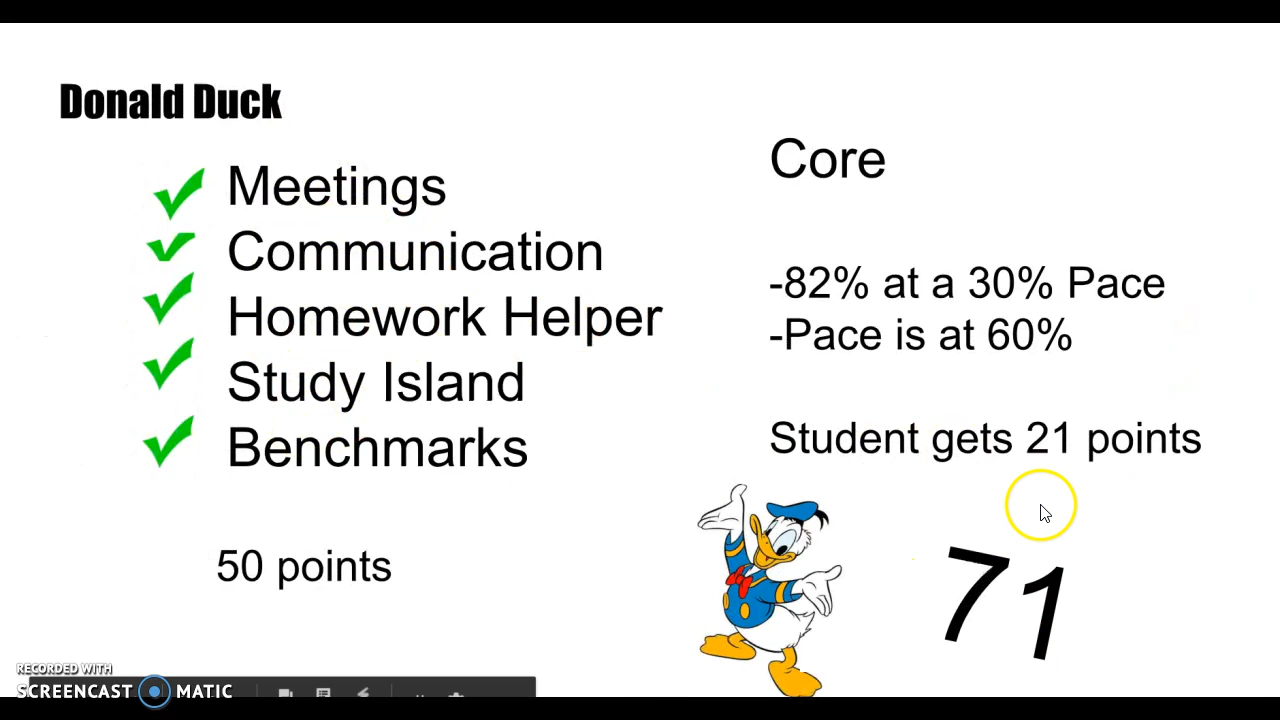 Donald Duck
Meetings
Communication
Homework Helper
Study Island
Benchmarks
50 points
Core
-82% at a 30% Pace
-Pace is at 60%
Student gets 21 points
71
RECORDED WITH
SCREENCAST MATIC